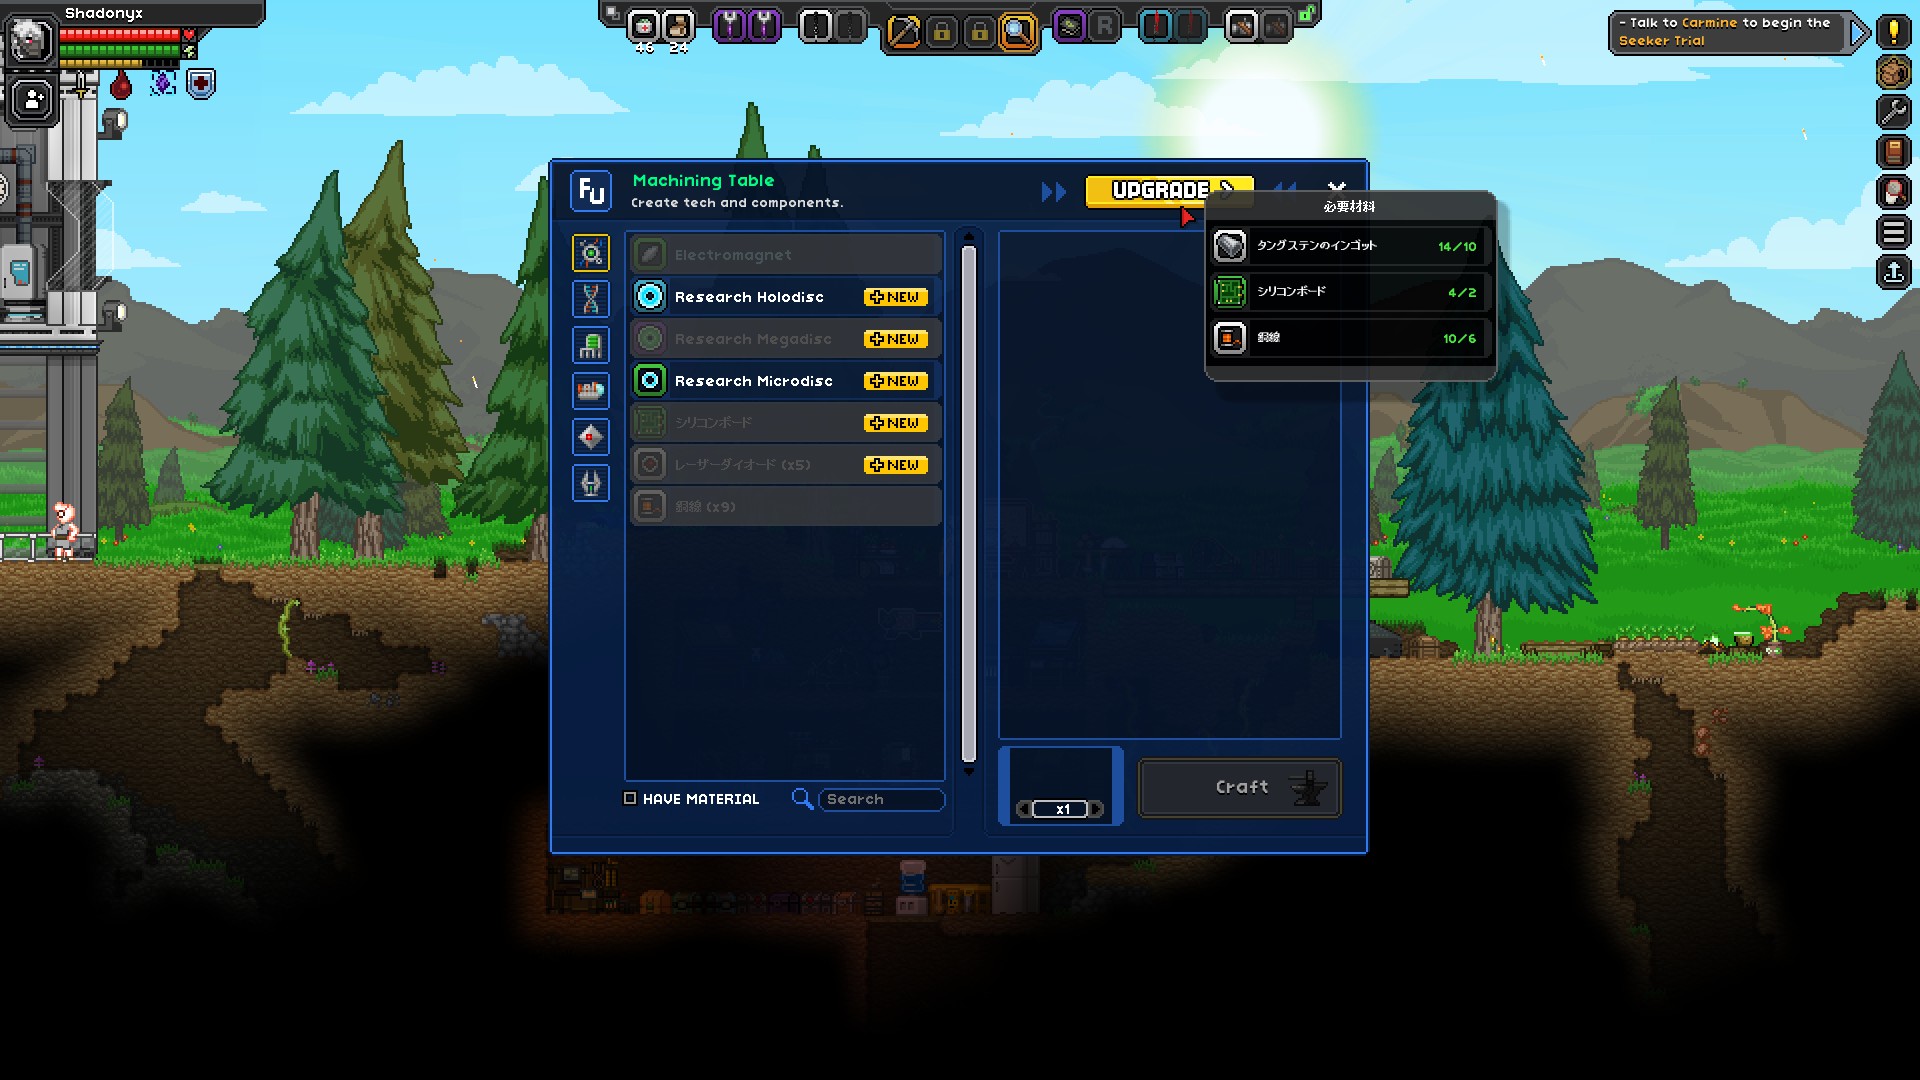 Shadonyx
46
24
R
- Talk to Carmine to begin the
Seeker Trial
FU
Machining Table
Create tech and components.
UPGRADE
必要材料
タングステンのインゴット 14/10
シリコンボード 4/2
銅線 10/6
Electromagnet
Research Holodisc NEW
Research Megadisc NEW
Research Microdisc NEW
シリコンボード NEW
レーザーダイオード (x5) NEW
銅線 (x9)
HAVE MATERIAL
Search
x1
Craft